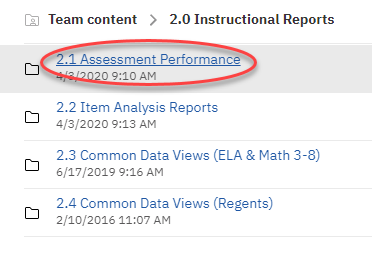 Team content > 2.0 Instructional Reports
2.1 Assessment Performance
4/3/2020 9:10 AM
2.2 Item Analysis Reports
4/3/2020 9:13 AM
2.3 Common Data Views (ELA & Math 3-8)
6/17/2019 9:16 AM
2.4 Common Data Views (Regents)
2/10/2016 11:07 AM